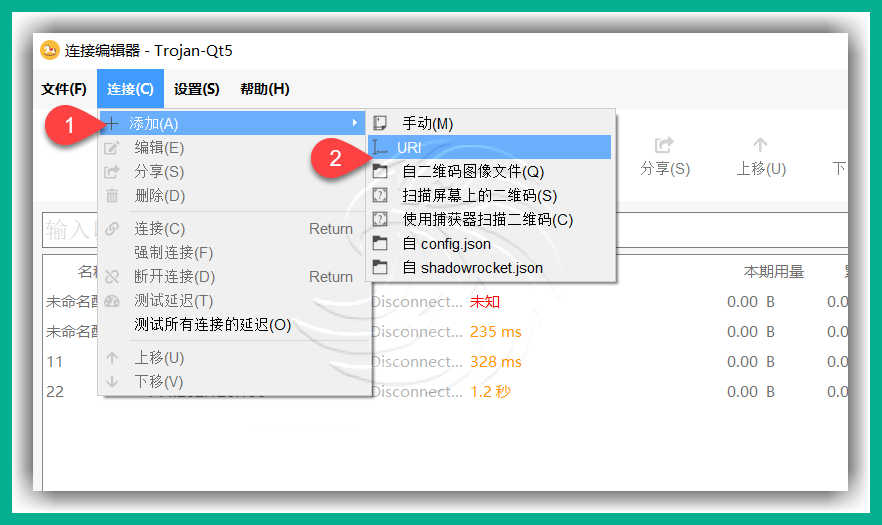 连接编辑器 - Trojan-Qt5
文件(F) 连接(C) 设置(S) 帮助(H)
1 添加(A)
编辑(E)
分享(S)
删除(D)
连接(C) Return
强制连接(F)
断开连接(D) Return
测试延迟(T)
测试所有连接的延迟(O)
上移(U)
下移(V)
手动(M)
2 URI
自二维码图像文件(Q)
扫描屏幕上的二维码(S)
使用捕获器扫描二维码(C)
自 config.json
自 shadowrocket.json
分享(S) 上移(U) 下
输入
名 本期用量
未命名 Disconnect... 未知 0.00 B 0.00
未命名 Disconnect... 235 ms 0.00 B 0.00
11 Disconnect... 328 ms 0.00 B 0.00
22 Disconnect... 1.2 秒 0.00 B 0.00